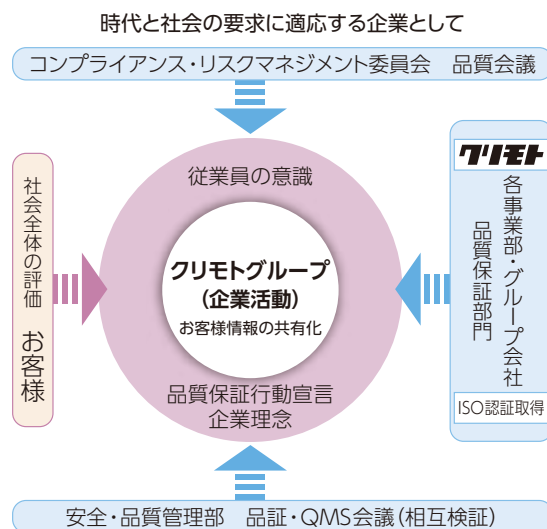 時代と社会の要求に適応する企業として
コンプライアンス・リスクマネジメント委員会　品質会議
従業員の意識
クリモトグループ
（企業活動）
お客様情報の共有化
品質保証行動宣言
企業理念
社会全体の評価　お客様
クリモト
各事業部・グループ会社
品質保証部門
ISO認証取得
安全・品質管理部　品証・QMS会議（相互検証）